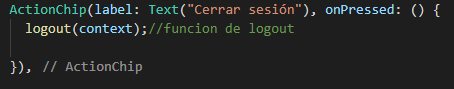 ActionChip(label: Text("Cerrar sesión"), onPressed: () {
logout(context);//funcion de logout
}), // ActionChip